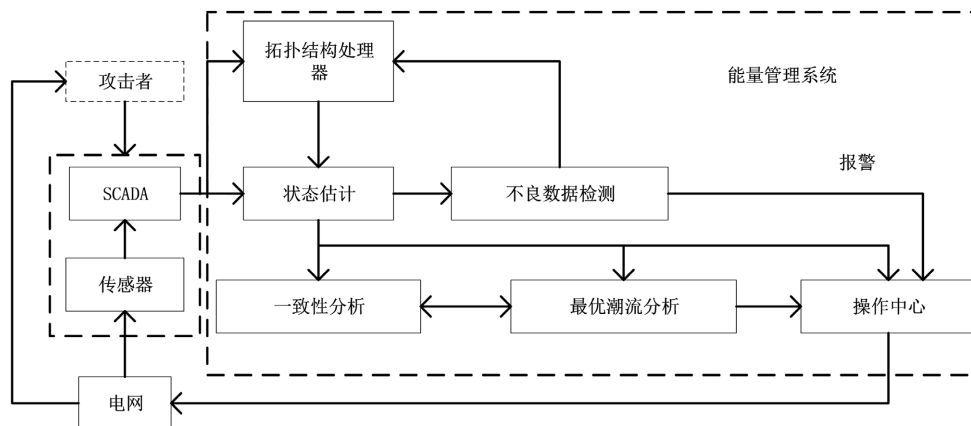 拓扑结构处理
器
能量管理系统
攻击者
报警
SCADA
状态估计
不良数据检测
传感器
一致性分析
最优潮流分析
操作中心
电网